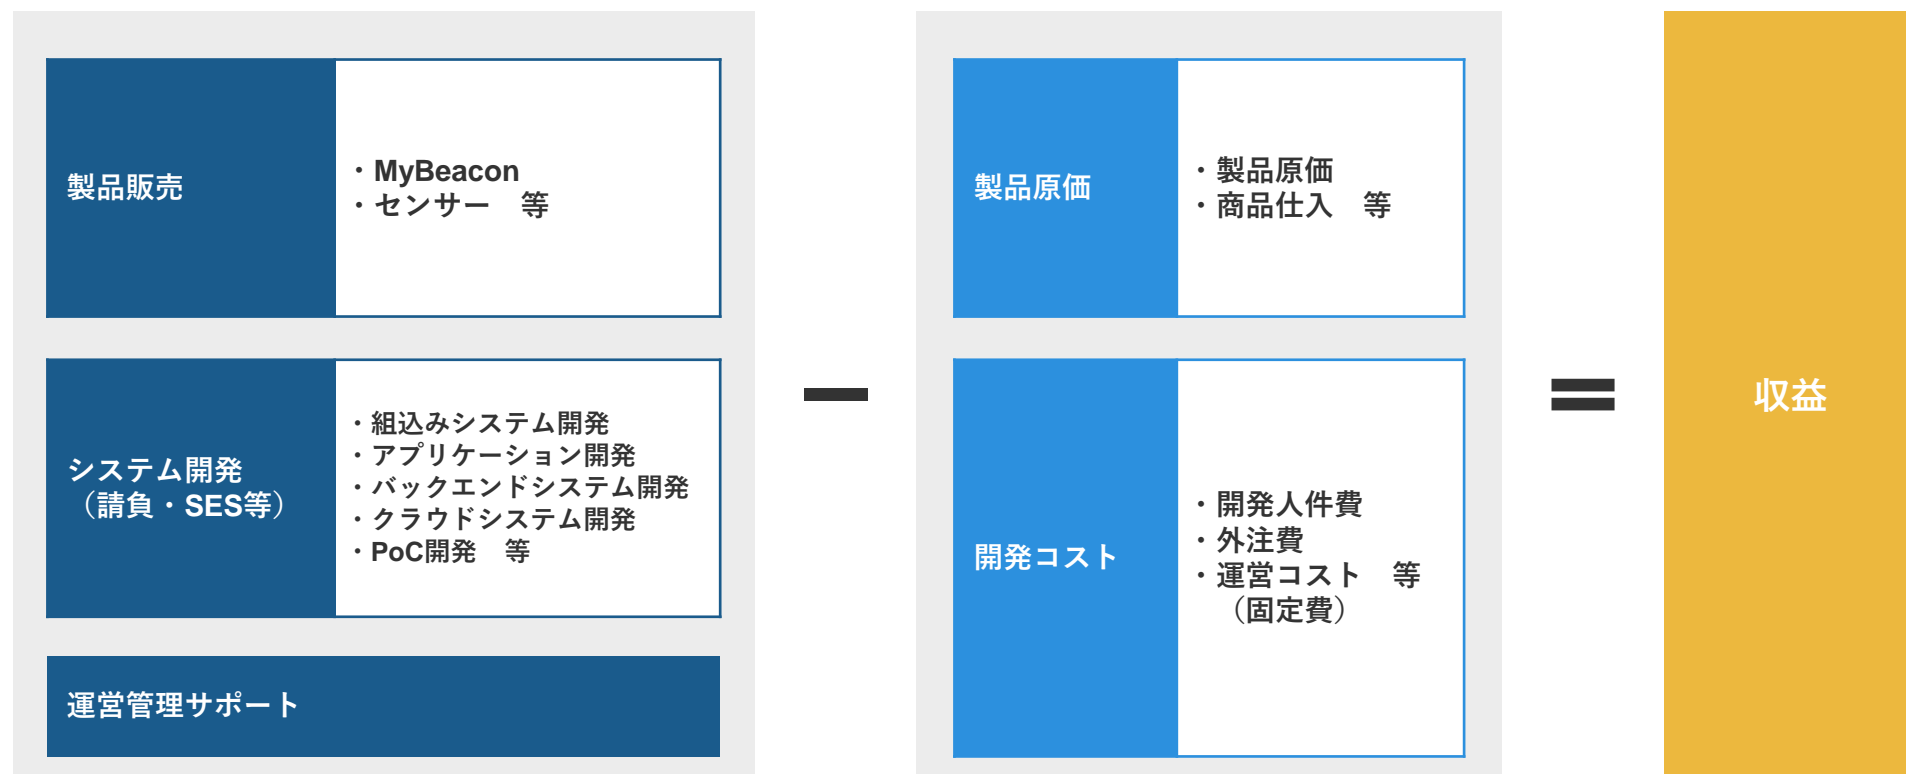 製品販売
・MyBeacon
・センサー　等
システム開発
（請負・SES等）
・組込みシステム開発
・アプリケーション開発
・バックエンドシステム開発
・クラウドシステム開発
・PoC開発　等
運営管理サポート
製品原価
・製品原価
・商品仕入　等
開発コスト
・開発人件費
・外注費
・運営コスト　等
（固定費）
収益